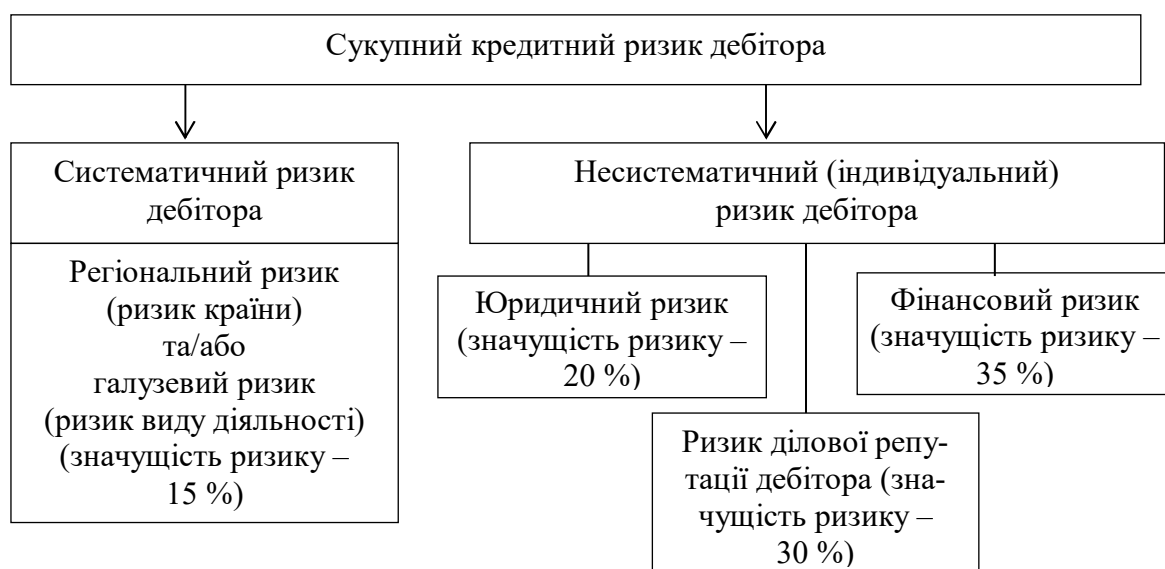 Сукупний кредитний ризик дебітора
Систематичний ризик
дебітора
Регіональний ризик
(ризик країни)
та/або
галузевий ризик
(ризик виду діяльності)
(значущість ризику –
15 %)
Несистематичний (індивідуальний)
ризик дебітора
Юридичний ризик
(значущість ризику –
20 %)
Ризик ділової репу-
тації дебітора (зна-
чущість ризику –
30 %)
Фінансовий ризик
(значущість ризику –
35 %)